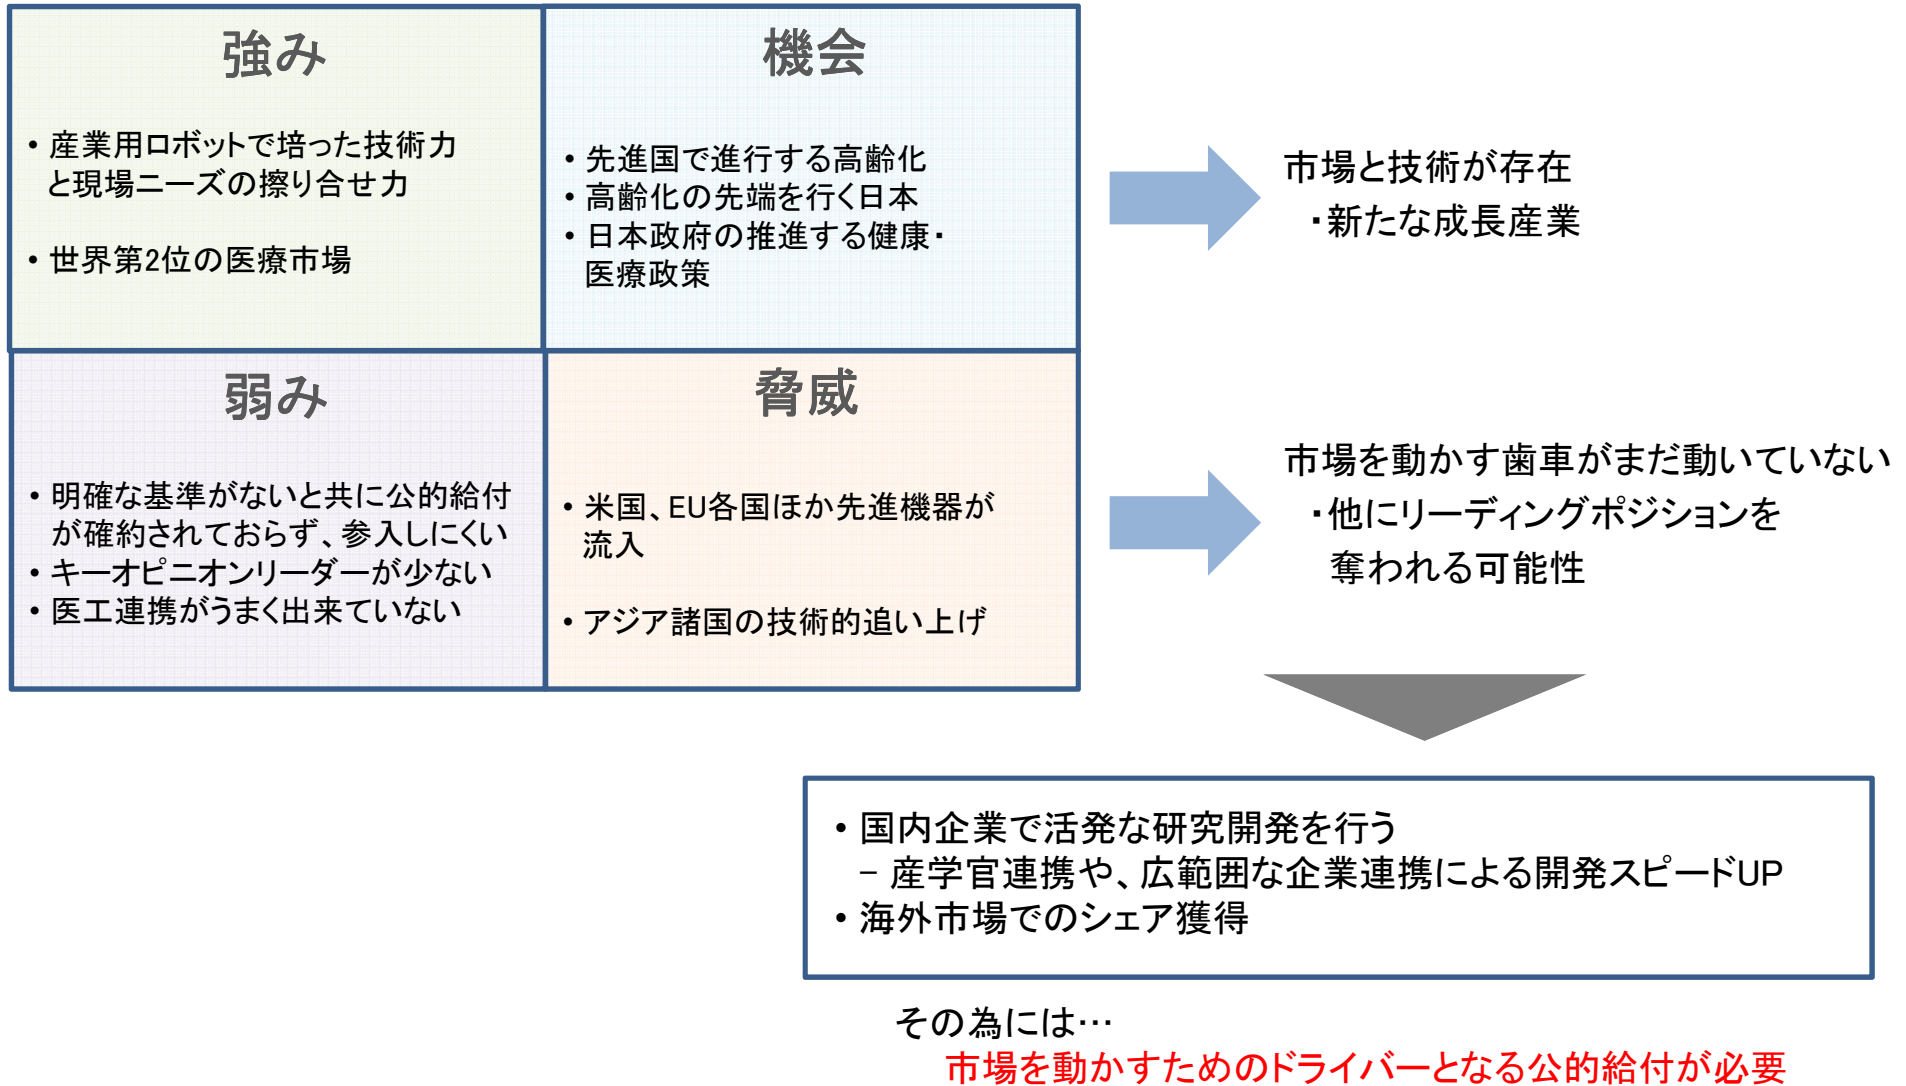 強み
・産業用ロボットで培った技術力
と現場ニーズの擦り合せ力
・世界第2位の医療市場
機会
・先進国で進行する高齢化
・高齢化の先端を行く日本
・日本政府の推進する健康・
医療政策
市場と技術が存在
・新たな成長産業
弱み
・明確な基準がないと共に公的給付
が確約されておらず、参入しにくい
・キーオピニオンリーダーが少ない
・医工連携がうまく出来ていない
脅威
・米国、EU各国ほか先進機器が
流入
・アジア諸国の技術的追い上げ
市場を動かす歯車がまだ動いていない
・他にリーディングポジションを
奪われる可能性
・国内企業で活発な研究開発を行う
− 産学官連携や、広範囲な企業連携による開発スピードUP
・海外市場でのシェア獲得
その為には…
市場を動かすためのドライバーとなる公的給付が必要